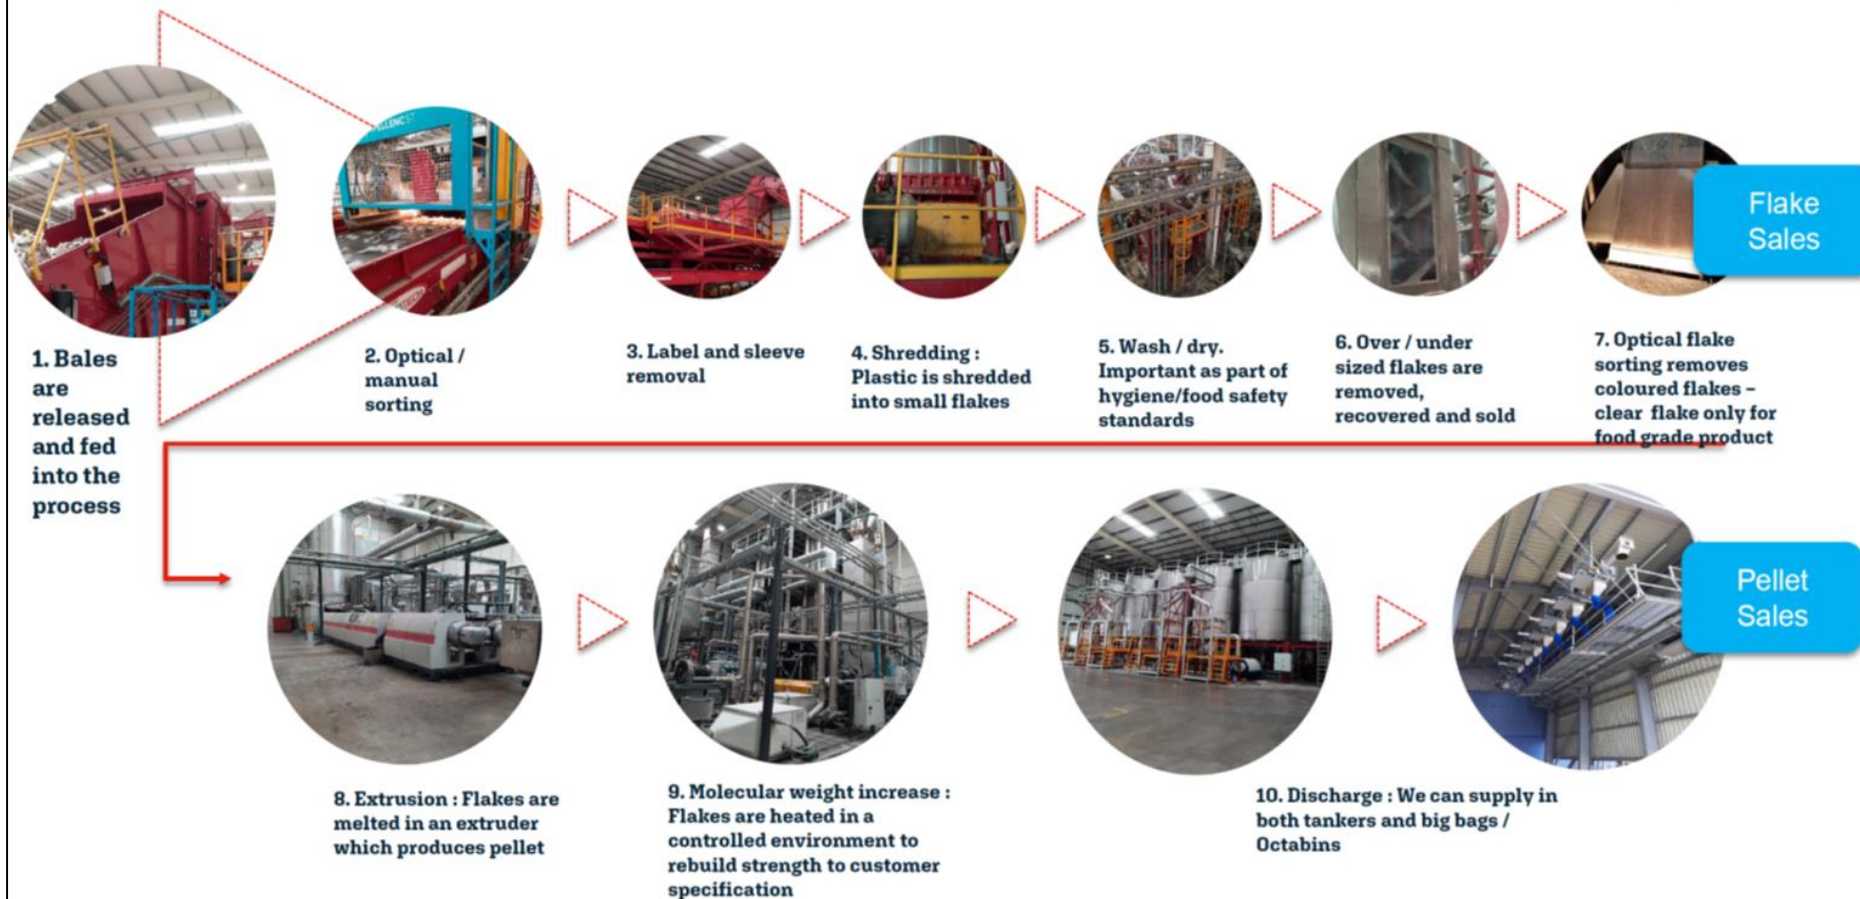 PELLENC ST
Flake
Sales
1. Bales
are
released
and fed
into the
process
2. Optical /
manual
sorting
3. Label and sleeve
removal
4. Shredding :
Plastic is shredded
into small flakes
5. Wash / dry.
Important as part of
hygiene/food safety
standards
6. Over / under
sized flakes are
removed,
recovered and sold
7. Optical flake
sorting removes
coloured flakes –
clear flake only for
food grade product
Pellet
Sales
8. Extrusion : Flakes are
melted in an extruder
which produces pellet
9. Molecular weight increase :
Flakes are heated in a
controlled environment to
rebuild strength to customer
specification
10. Discharge : We can supply in
both tankers and big bags /
Octabins